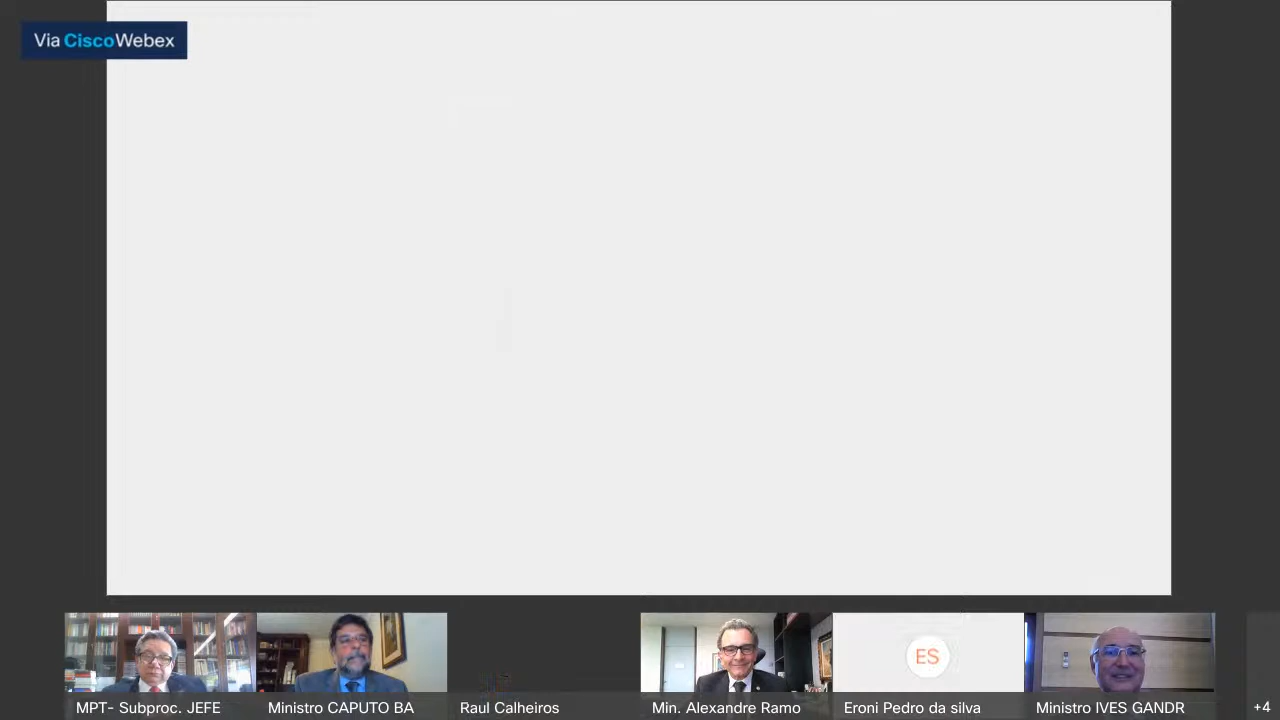 Via CiscoWebex
MPT- Subproc. JEFE
Ministro CAPUTO BA
Raul Calheiros
Min. Alexandre Ramo
ES
Eroni Pedro da silva
Ministro IVES GANDR
+4